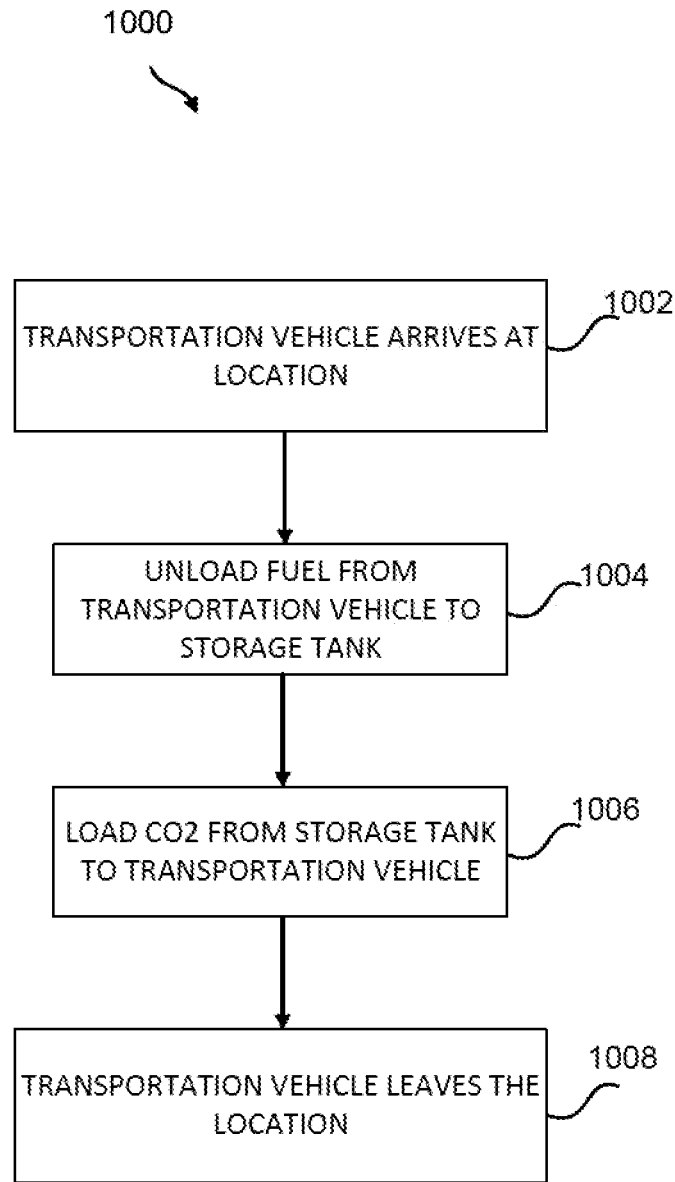 1000
1002
TRANSPORTATION VEHICLE ARRIVES AT
LOCATION
1004
UNLOAD FUEL FROM
TRANSPORTATION VEHICLE TO
STORAGE TANK
1006
LOAD CO2 FROM STORAGE TANK
TO TRANSPORTATION VEHICLE
1008
TRANSPORTATION VEHICLE LEAVES THE
LOCATION